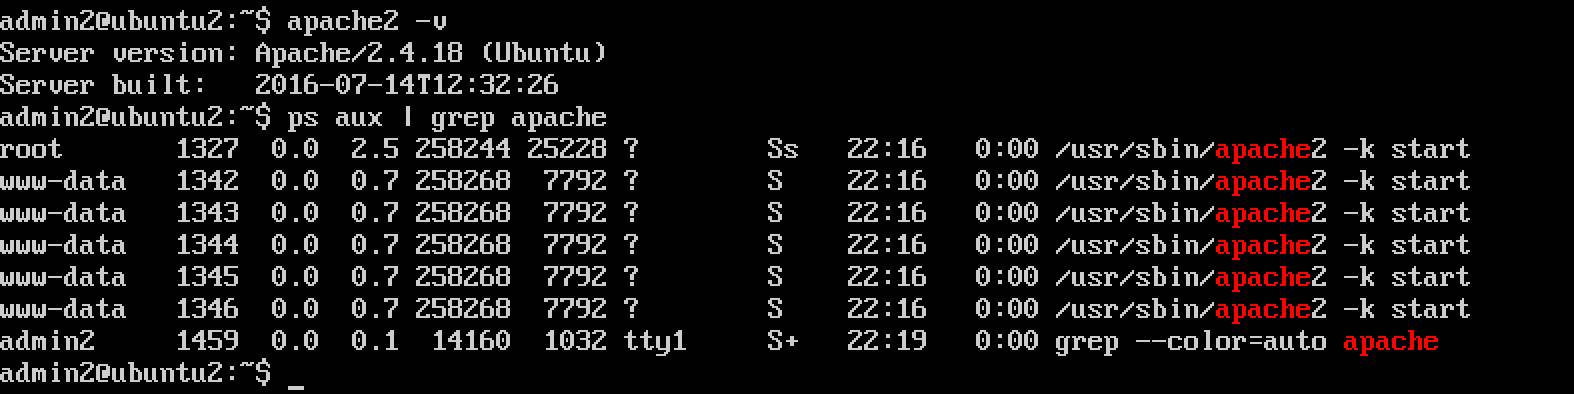 admin2@ubuntu2:~$ apache2 -v
Server version: Apache/2.4.18 (Ubuntu)
Server built:   2016-07-14T12:32:26
admin2@ubuntu2:~$ ps aux | grep apache
root       1327  0.0  2.5 258244 25228 ?        Ss   22:16   0:00 /usr/sbin/apache2 -k start
www-data   1342  0.0  0.7 258268  7792 ?        S    22:16   0:00 /usr/sbin/apache2 -k start
www-data   1343  0.0  0.7 258268  7792 ?        S    22:16   0:00 /usr/sbin/apache2 -k start
www-data   1344  0.0  0.7 258268  7792 ?        S    22:16   0:00 /usr/sbin/apache2 -k start
www-data   1345  0.0  0.7 258268  7792 ?        S    22:16   0:00 /usr/sbin/apache2 -k start
www-data   1346  0.0  0.7 258268  7792 ?        S    22:16   0:00 /usr/sbin/apache2 -k start
admin2     1459  0.0  0.1  14160  1032 tty1     S+   22:19   0:00 grep --color=auto apache
admin2@ubuntu2:~$ _